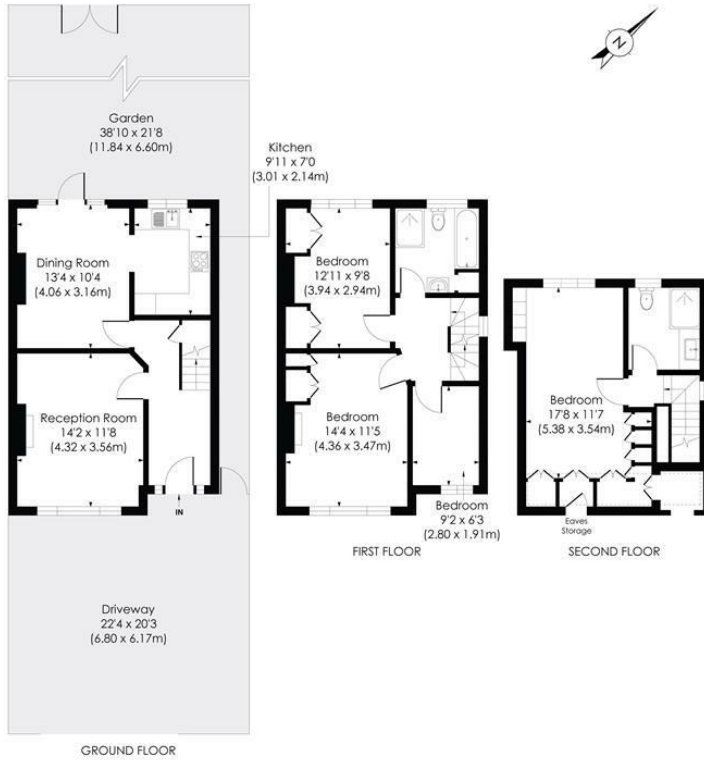 N
Garden
38'10 x 21'8
(11.84 x 6.60m)
Kitchen
9'11 x 7'0
(3.01 x 2.14m)
Dining Room
13'4 x 10'4
(4.06 x 3.16m)
Reception Room
14'2 x 11'8
(4.32 x 3.56m)
IN
Driveway
22'4 x 20'3
(6.80 x 6.17m)
GROUND FLOOR
Bedroom
12'11 x 9'8
(3.94 x 2.94m)
Bedroom
14'4 x 11'5
(4.36 x 3.47m)
Bedroom
9'2 x 6'3
(2.80 x 1.91m)
FIRST FLOOR
Bedroom
17'8 x 11'7
(5.38 x 3.54m)
Eaves
Storage
SECOND FLOOR